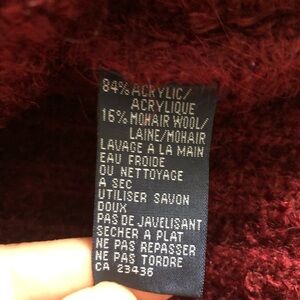 84% ACRYLIC/
ACRYLIQUE
16% MOHAIR WOOL/
LAINE/MOHAIR
LAVAGE A LA MAIN
EAU FROIDE
OU NETTOYAGE
A SEC
UTILISER SAVON
DOUX
PAS DE JAVELISANT
SECHER A PLAT
NE PAS REPASSER
NE PAS TORDRE
CA 23436